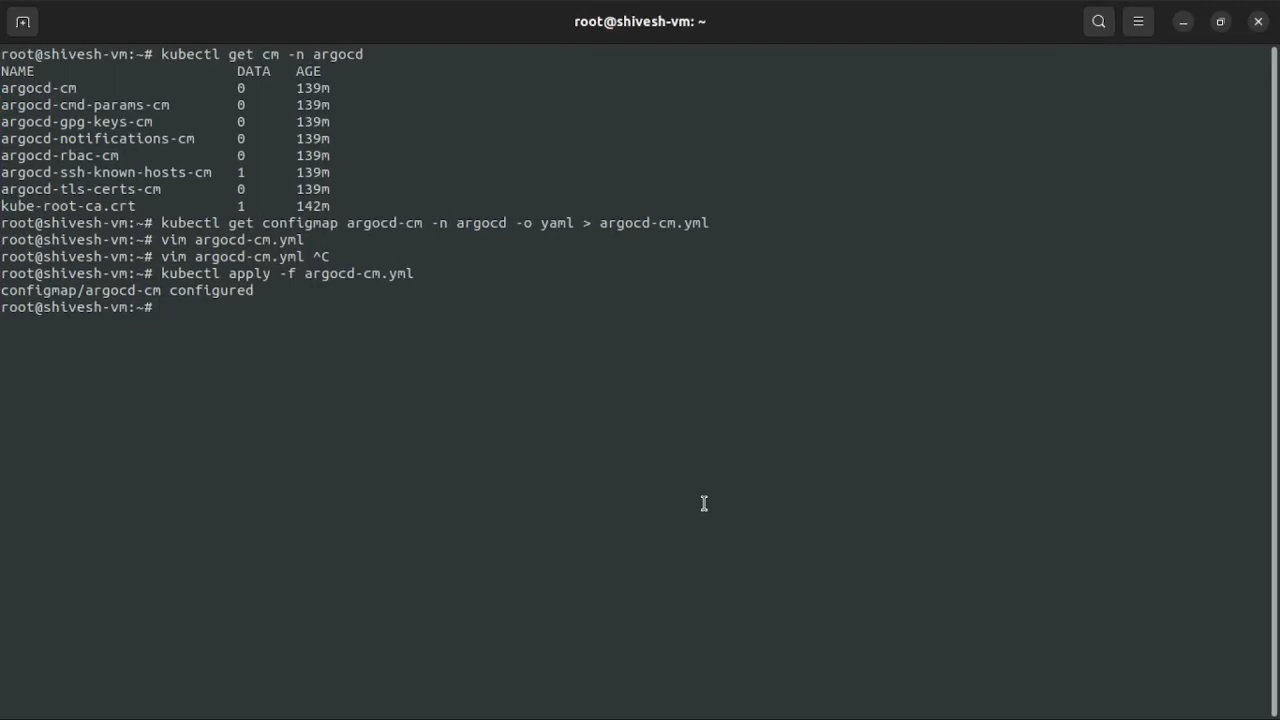 root@shivesh-vm: ~
root@shivesh-vm:~# kubectl get cm -n argocd
NAME                        DATA   AGE
argocd-cm                   0      139m
argocd-cmd-params-cm        0      139m
argocd-gpg-keys-cm          0      139m
argocd-notifications-cm     0      139m
argocd-rbac-cm              0      139m
argocd-ssh-known-hosts-cm   1      139m
argocd-tls-certs-cm         0      139m
kube-root-ca.crt            1      142m
root@shivesh-vm:~# kubectl get configmap argocd-cm -n argocd -o yaml > argocd-cm.yml
root@shivesh-vm:~# vim argocd-cm.yml
root@shivesh-vm:~# vim argocd-cm.yml ^C
root@shivesh-vm:~# kubectl apply -f argocd-cm.yml
configmap/argocd-cm configured
root@shivesh-vm:~#